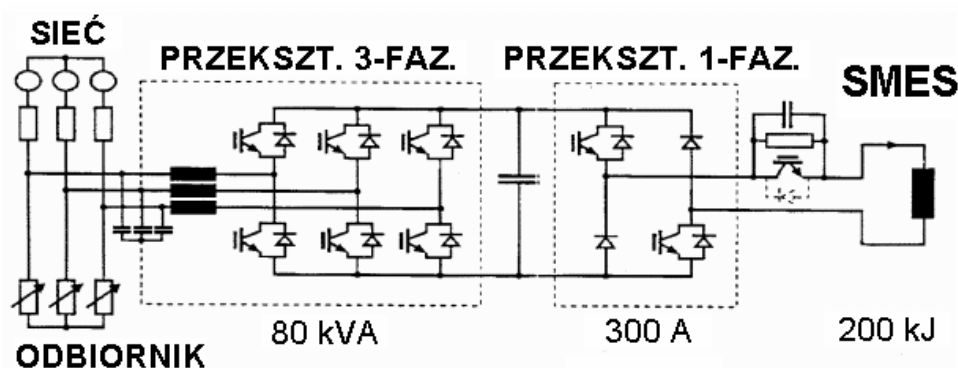 SIEĆ
PRZEKSZT. 3-FAZ.
PRZEKSZT. 1-FAZ.
SMES
80 kVA
300 A
200 kJ
ODBIORNIK